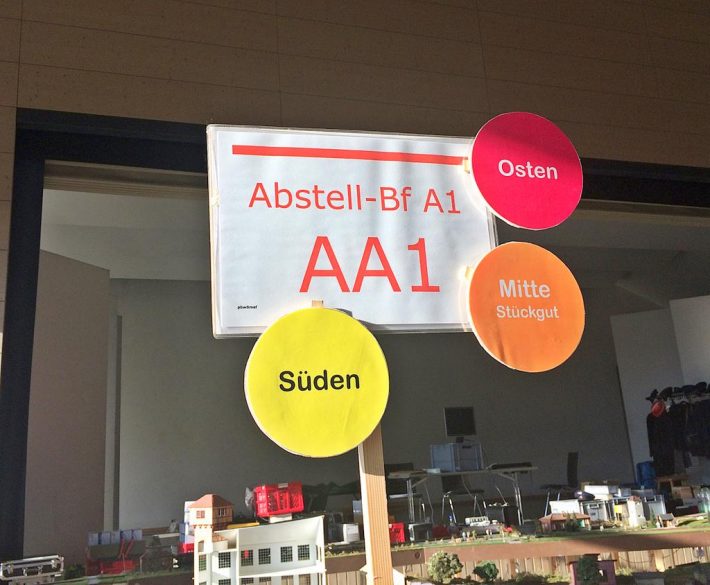 Abstell-Bf A1
AA1
Osten
Mitte
Stückgut
Süden